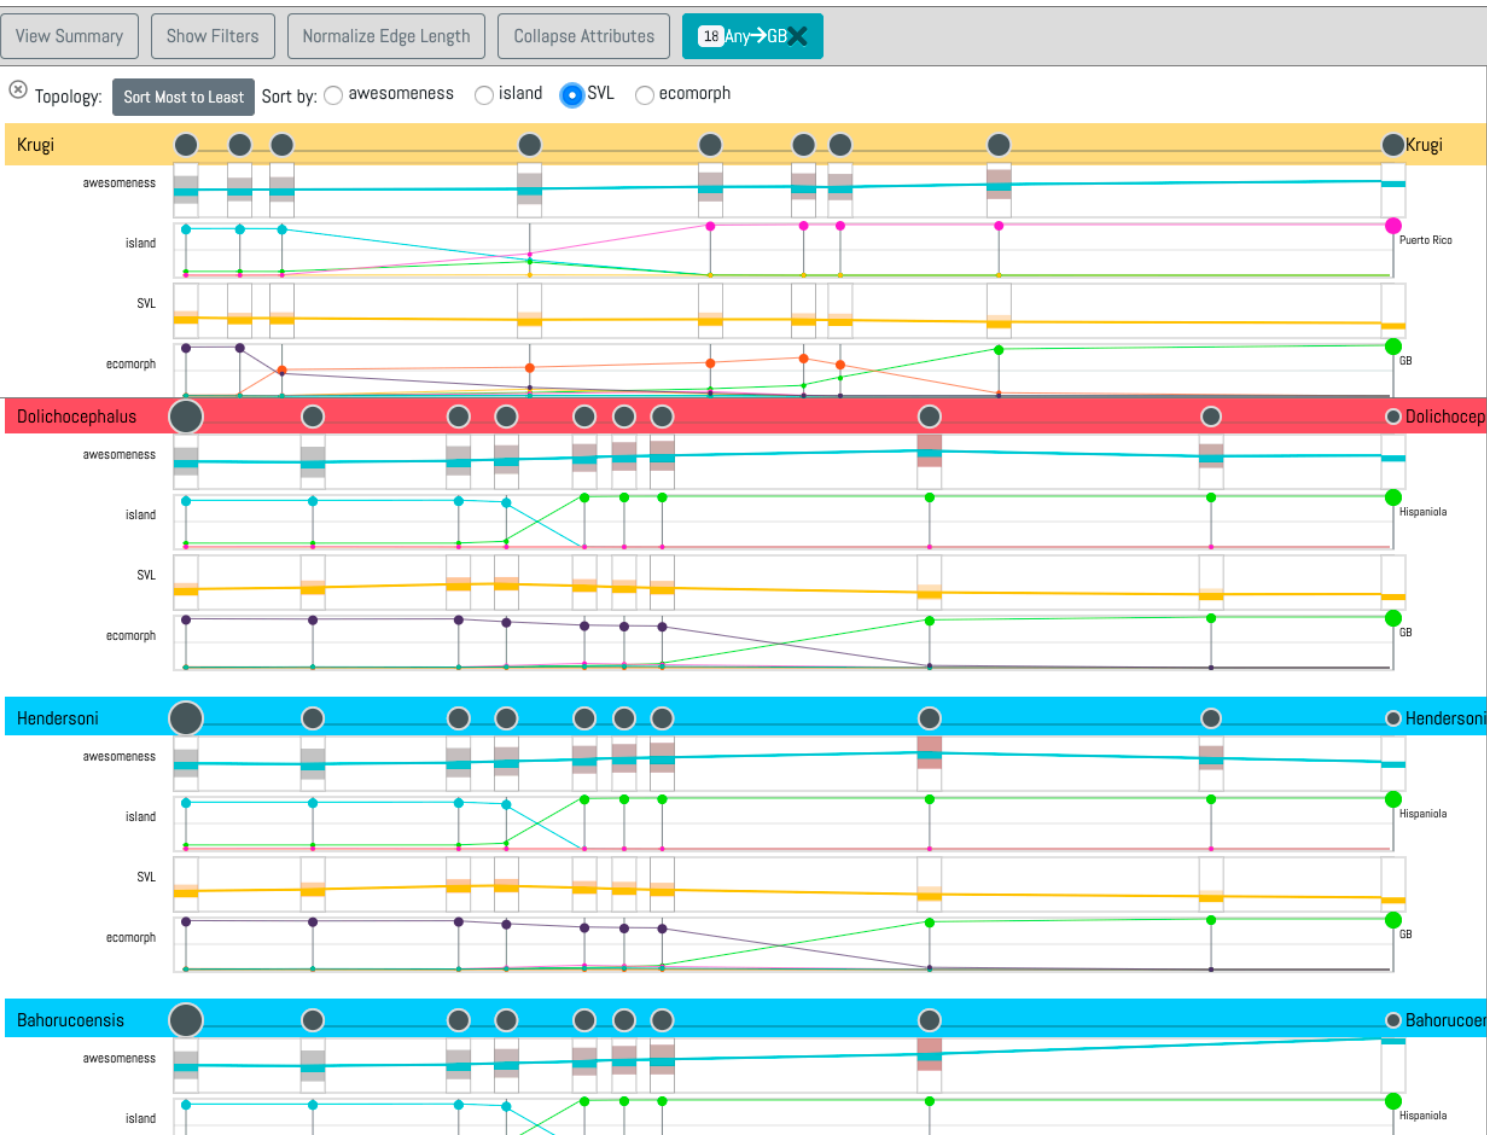 View Summary Show Filters Normalize Edge Length Collapse Attributes 18 Any→GB
Topology: Sort Most to Least Sort by: awesomeness island SVL ecomorph
Krugi Krugi
awesomeness
island Puerto Rico
SVL
ecomorph GB
Dolichocephalus Dolichocep
awesomeness
island Hispaniola
SVL
ecomorph GB
Hendersoni Hendersoni
awesomeness
island Hispaniola
SVL
ecomorph GB
Bahorucoensis Bahorucoer
awesomeness
island Hispaniola